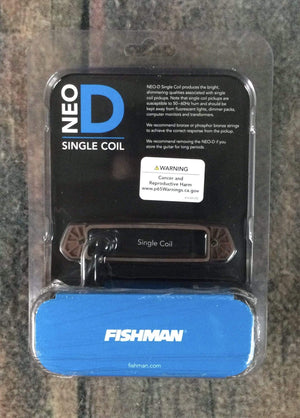 NEO D
SINGLE COIL
NEO-D Single Coil produces the bright,
shimmering qualities associated with single
coil pickups. Note that single coil pickups are
susceptible to 50–60Hz hum and should be
kept away from fluorescent lights, dimmer packs,
computer monitors and transformers.
We recommend bronze or phosphor bronze strings
to achieve the correct response from the pickup.
We recommend removing the NEO-D if you
store the guitar for long periods.
WARNING
Cancer and
Reproductive Harm
www.p65Warnings.ca.gov
Single Coil
FISHMAN
fishman.com